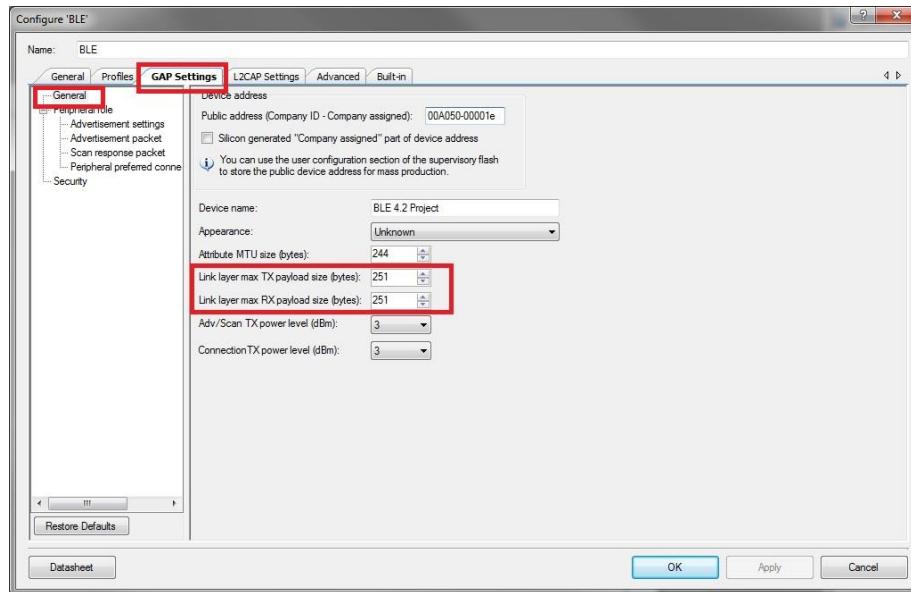 Configure 'BLE'
Name: BLE
General Profiles GAP Settings L2CAP Settings Advanced Built-in
General
Peripheral role
Advertisement settings
Advertisement packet
Scan response packet
Peripheral preferred conne
Security
Restore Defaults
Device address
Public address (Company ID - Company assigned): 00A050-00001e
Silicon generated "Company assigned" part of device address
You can use the user configuration section of the supervisory flash
to store the public device address for mass production.
Device name: BLE 4.2 Project
Appearance: Unknown
Attribute MTU size (bytes): 244
Link layer max TX payload size (bytes): 251
Link layer max RX payload size (bytes): 251
Adv/Scan TX power level (dBm): 3
Connection TX power level (dBm): 3
Datasheet OK Apply Cancel